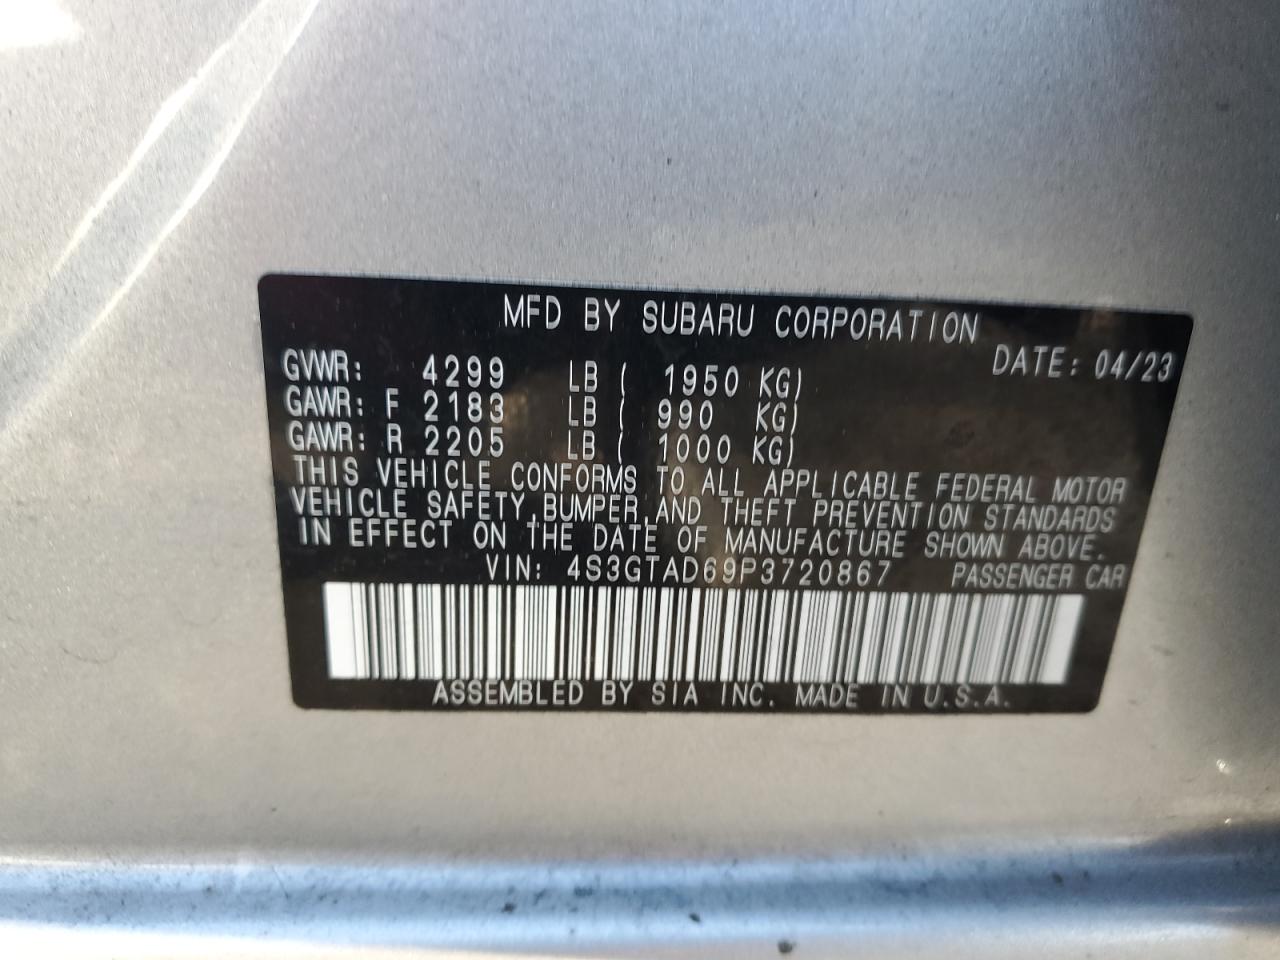 MFD BY SUBARU CORPORATION
DATE: 04/23
GVWR: 4299 LB ( 1950 KG)
GAWR: F 2183 LB ( 990 KG)
GAWR: R 2205 LB ( 1000 KG)
THIS VEHICLE CONFORMS TO ALL APPLICABLE FEDERAL MOTOR
VEHICLE SAFETY, BUMPER, AND THEFT PREVENTION STANDARDS
IN EFFECT ON THE DATE OF MANUFACTURE SHOWN ABOVE.
VIN: 4S3GTAD69P3720867 PASSENGER CAR
ASSEMBLED BY SIA INC. MADE IN U.S.A.